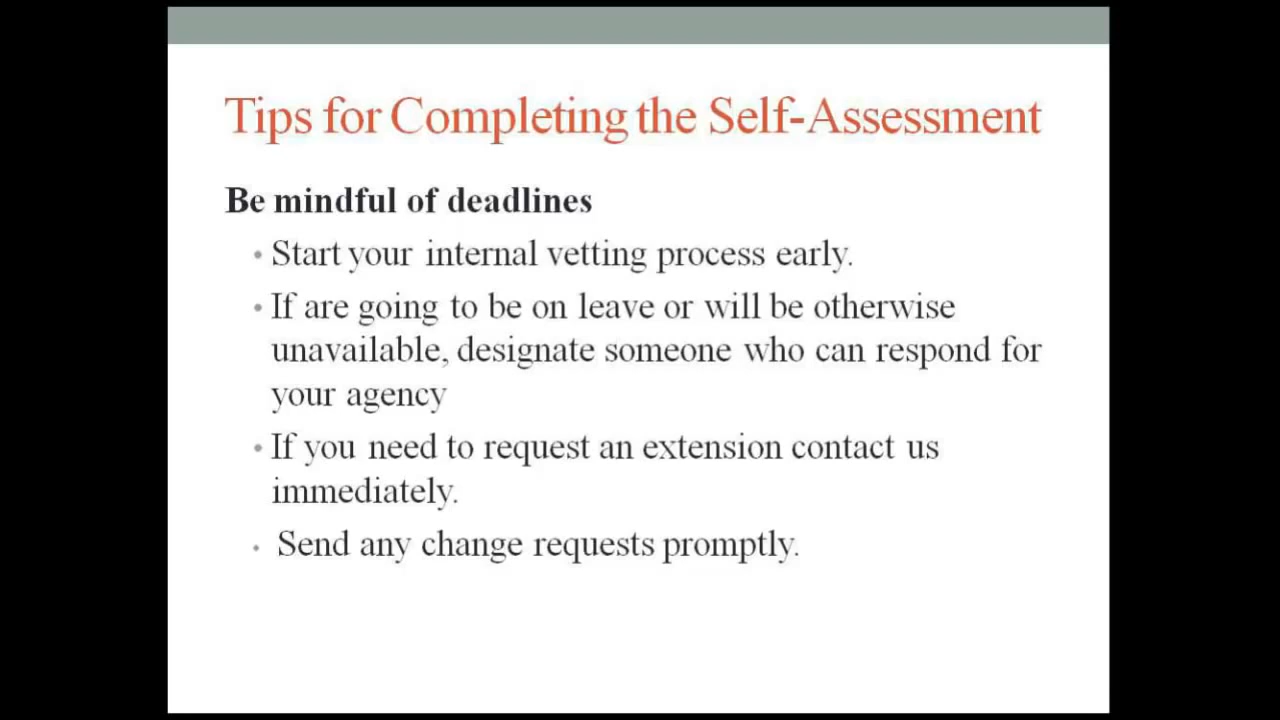 Tips for Completing the Self-Assessment
Be mindful of deadlines
• Start your internal vetting process early.
• If are going to be on leave or will be otherwise
unavailable, designate someone who can respond for
your agency
• If you need to request an extension contact us
immediately.
• Send any change requests promptly.